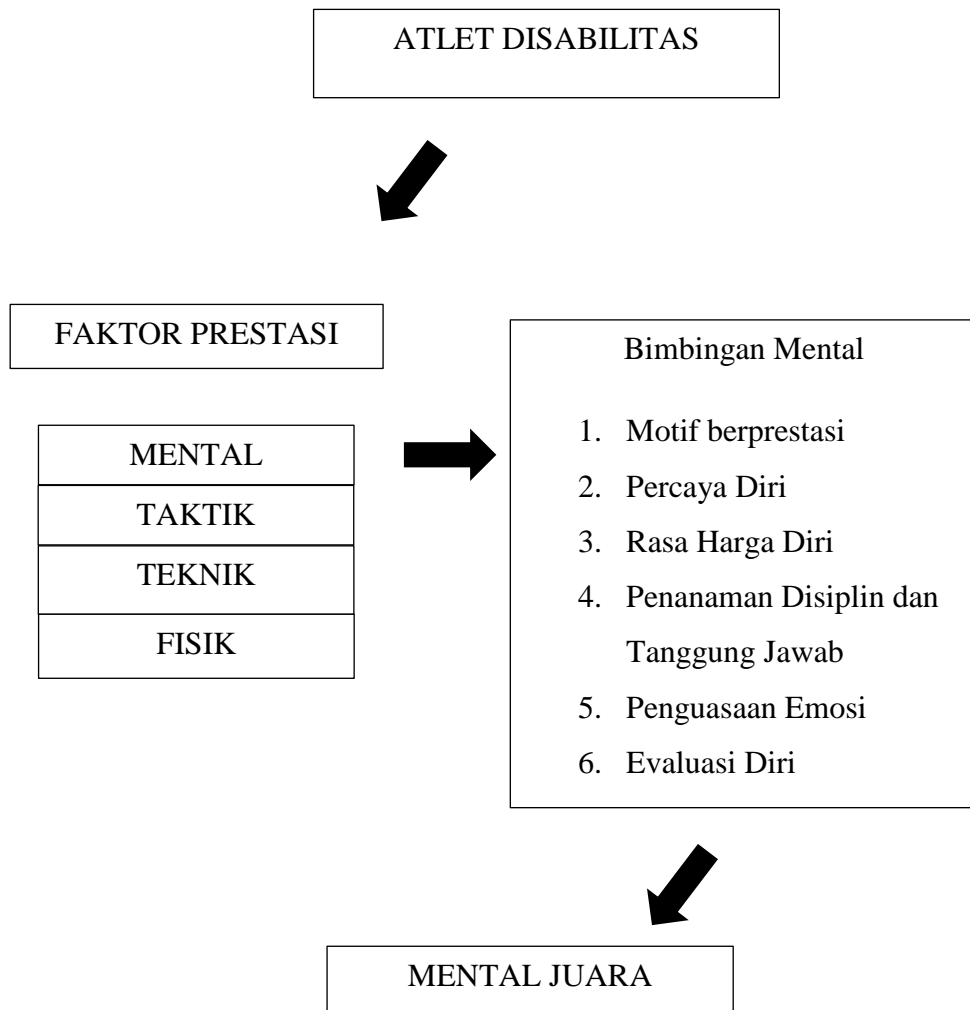 ATLET DISABILITAS
FAKTOR PRESTASI
MENTAL
TAKTIK
TEKNIK
FISIK
Bimbingan Mental
1. Motif berprestasi
2. Percaya Diri
3. Rasa Harga Diri
4. Penanaman Disiplin dan
Tanggung Jawab
5. Penguasaan Emosi
6. Evaluasi Diri
MENTAL JUARA